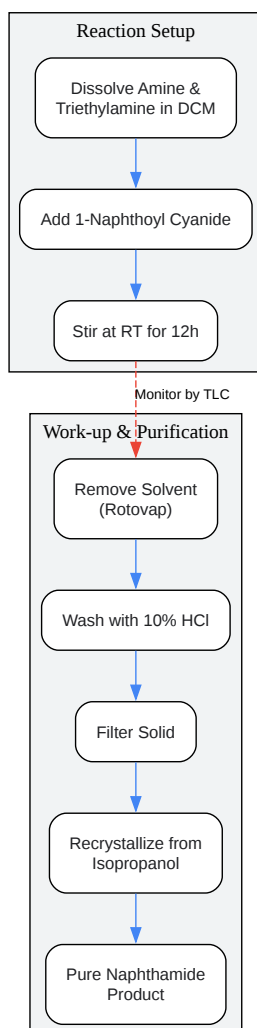 Reaction Setup
Dissolve Amine &
Triethylamine in DCM
Add 1-Naphthoyl Cyanide
Stir at RT for 12h
Monitor by TLC
Work-up & Purification
Remove Solvent
(Rotovap)
Wash with 10% HCl
Filter Solid
Recrystallize from
Isopropanol
Pure Naphthamide
Product